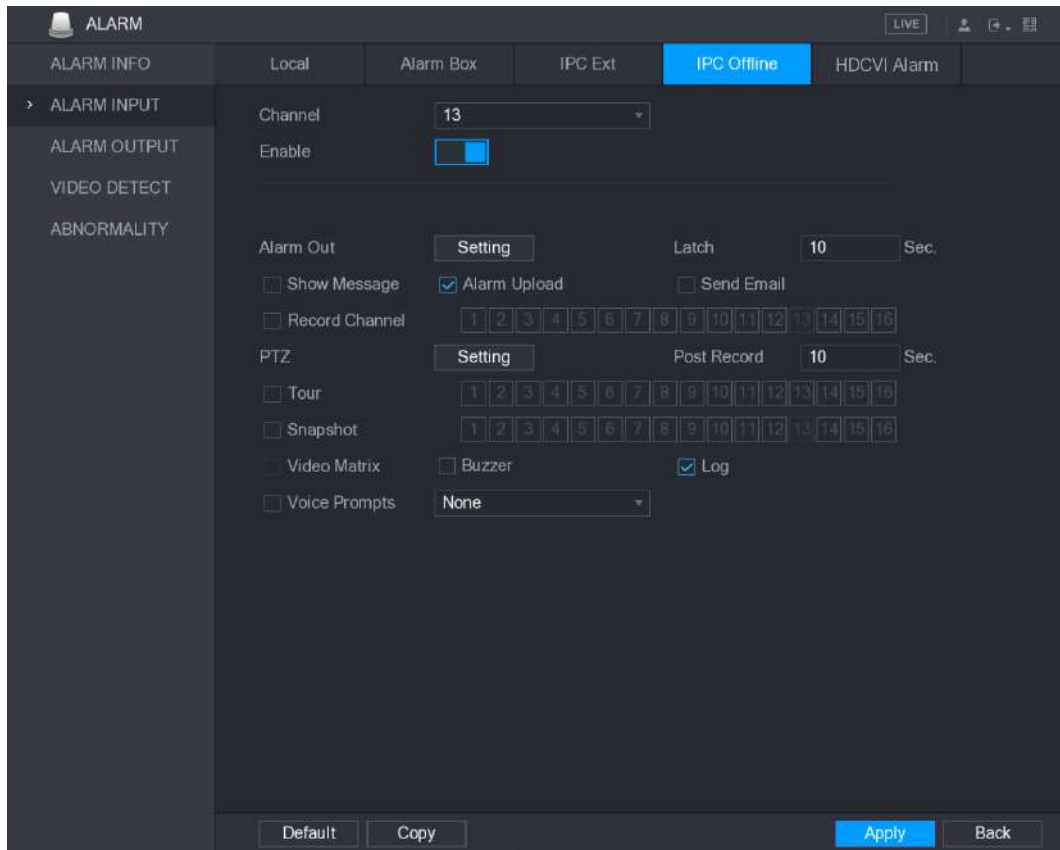 ALARM LIVE
ALARM INFO
ALARM INPUT
ALARM OUTPUT
VIDEO DETECT
ABNORMALITY
Local Alarm Box IPC Ext IPC Offline HDCVI Alarm
Channel 13
Enable
Alarm Out Setting Latch 10 Sec.
Show Message Alarm Upload Send Email
Record Channel 1 2 3 4 5 6 7 8 9 10 11 12 13 14 15 16
PTZ Setting Post Record 10 Sec.
Tour 1 2 3 4 5 6 7 8 9 10 11 12 13 14 15 16
Snapshot 1 2 3 4 5 6 7 8 9 10 11 12 13 14 15 16
Video Matrix Buzzer Log
Voice Prompts None
Default Copy Apply Back